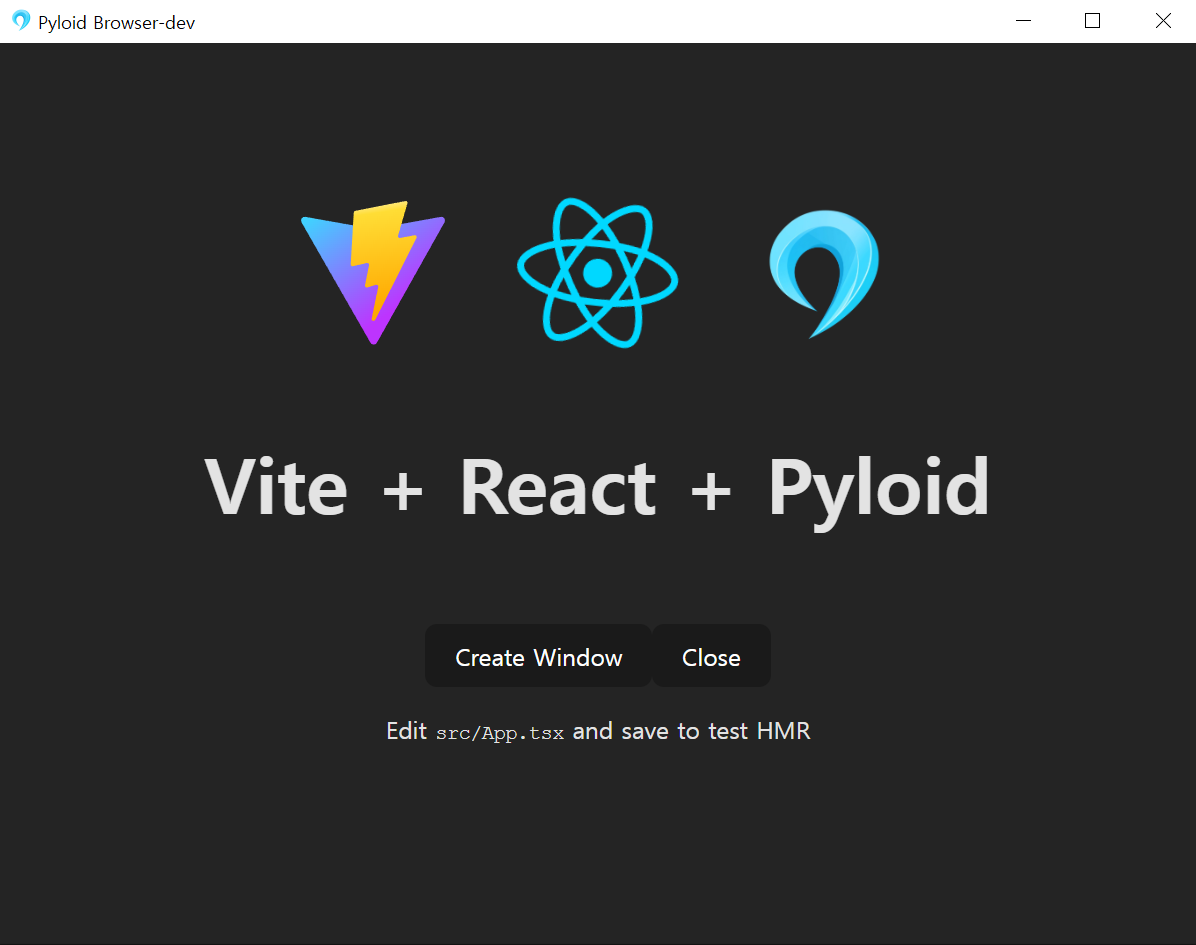 Pyloid Browser-dev
Vite + React + Pyloid
Create Window Close
Edit src/App.tsx and save to test HMR